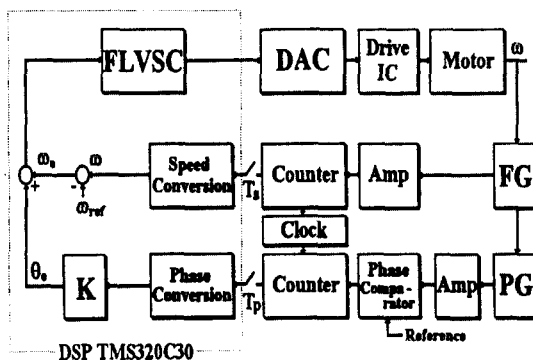 FLVSC
DAC
Drive
IC
Motor
ω
ωe
ω
+
-
ωref
Speed
Conversion
Ts
Counter
Amp
FG
Clock
θe
K
Phase
Conversion
Tp
Counter
Phase
Compa-
rator
Amp
PG
Reference
DSP TMS320C30